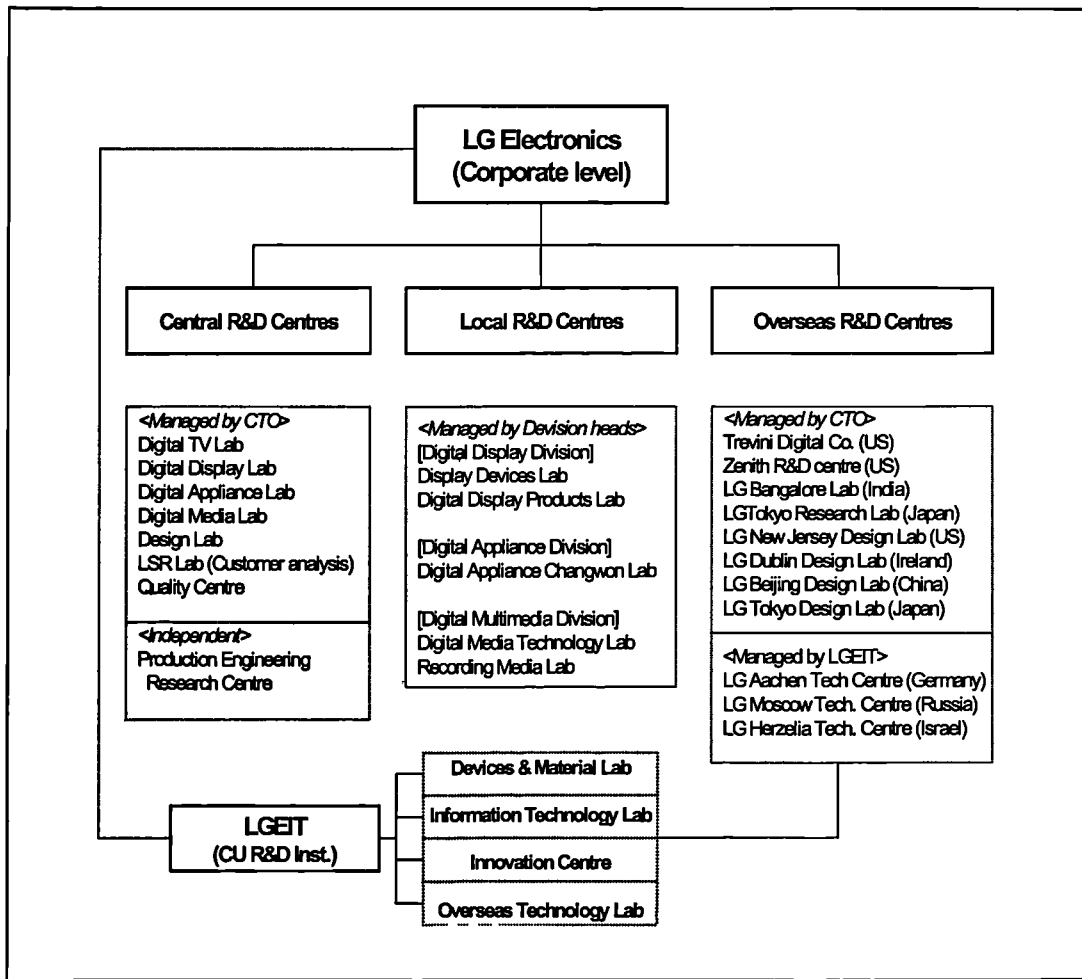 LG Electronics
(Corporate level)
Central R&D Centres
Local R&D Centres
Overseas R&D Centres
<Managed by CTO>
Digital TV Lab
Digital Display Lab
Digital Appliance Lab
Digital Media Lab
Design Lab
LSR Lab (Customer analysis)
Quality Centre
<Independent>
Production Engineering
Research Centre
<Managed by Devision heads>
[Digital Display Division]
Display Devices Lab
Digital Display Products Lab
[Digital Appliance Division]
Digital Appliance Changwon Lab
[Digital Multimedia Division]
Digital Media Technology Lab
Recording Media Lab
<Managed by CTO>
Trevini Digital Co. (US)
Zenith R&D centre (US)
LG Bangalore Lab (India)
LGTokyo Research Lab (Japan)
LG New Jersey Design Lab (US)
LG Dublin Design Lab (Ireland)
LG Beijing Design Lab (China)
LG Tokyo Design Lab (Japan)
<Managed by LGEIT>
LG Aachen Tech Centre (Germany)
LG Moscow Tech. Centre (Russia)
LG Herzelia Tech. Centre (Israel)
LGEIT
(CU R&D Inst.)
Devices & Material Lab
Information Technology Lab
Innovation Centre
Overseas Technology Lab